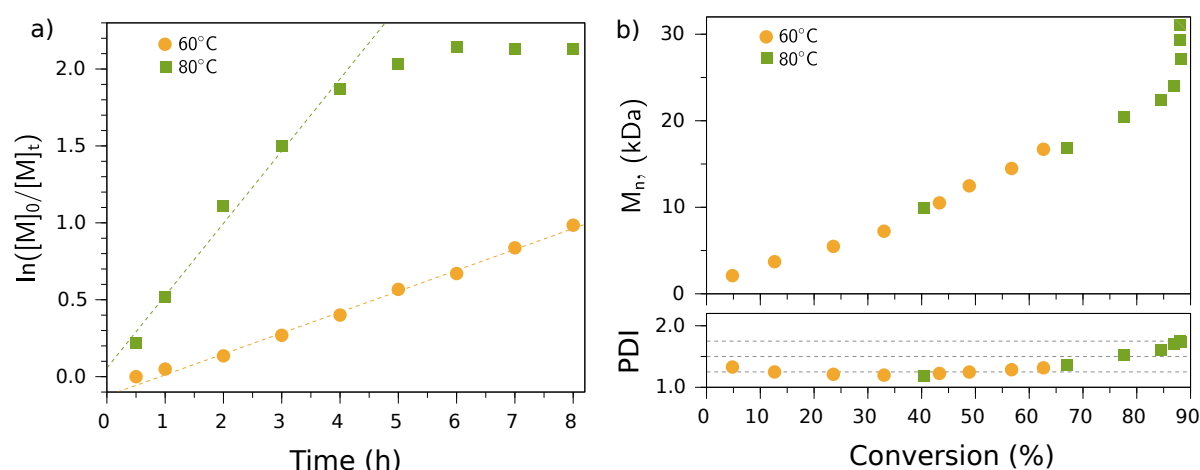 a)
60°C
80°C
ln([M]₀/[M]ₜ)
2.0
1.5
1.0
0.5
0.0
0 1 2 3 4 5 6 7 8
Time (h)
b)
60°C
80°C
Mₙ, (kDa)
30
20
10
0
PDI
2.0
1.0
0 10 20 30 40 50 60 70 80 90
Conversion (%)